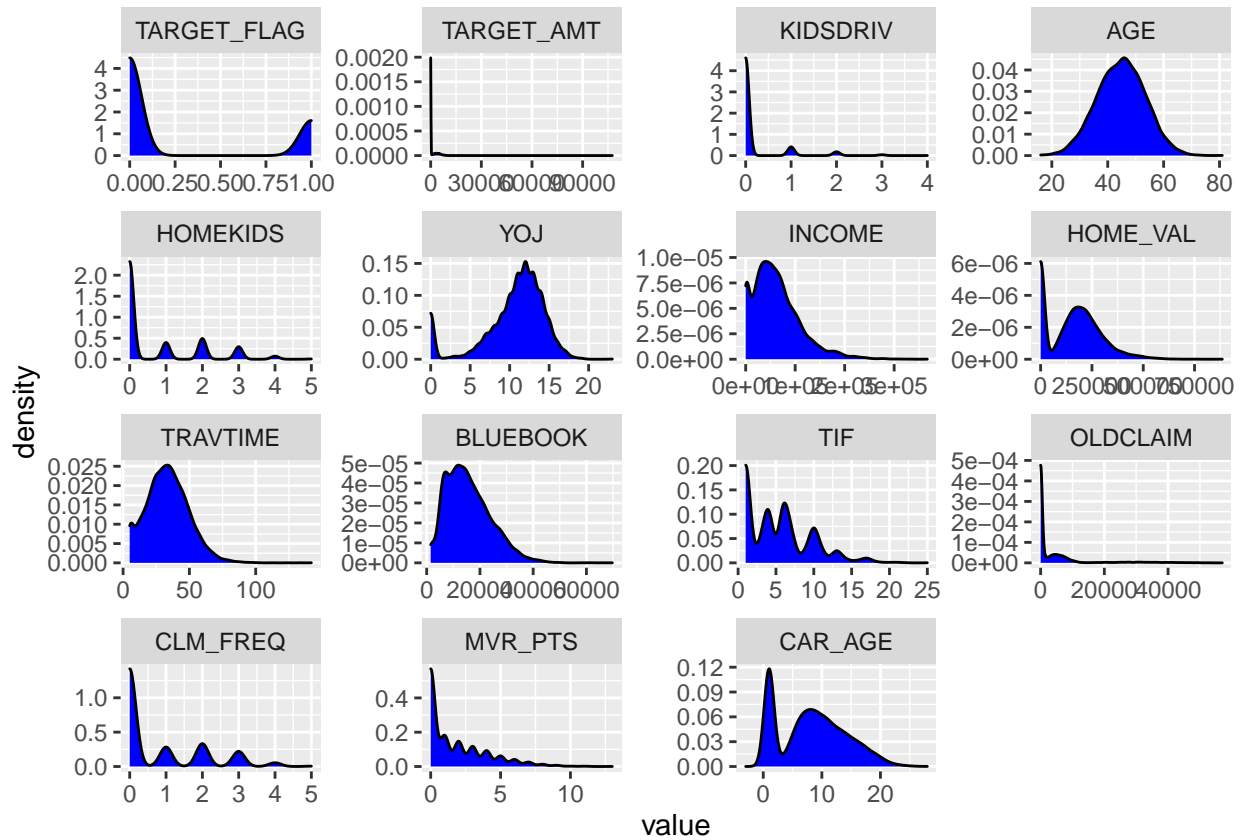 TARGET_FLAG TARGET_AMT KIDSDRIV AGE
4 3 2 1 0
0.000.250.500.751.00
0.0020 0.0015 0.0010 0.0005 0.0000
0 30000 60000 90000
4 3 2 1 0
0 1 2 3 4
0.04 0.03 0.02 0.01 0.00
20 40 60 80
HOMEKIDS YOJ INCOME HOME_VAL
2.0 1.5 1.0 0.5 0.0
0 1 2 3 4 5
0.15 0.10 0.05 0.00
0 5 10 15 20
1.0e-05 7.5e-06 5.0e-06 2.5e-06 0.0e+00
0e+00 1e+05 2e+05 3e+05
6e-06 4e-06 2e-06 0e+00
0 250000 500000 750000
density
TRAVTIME BLUEBOOK TIF OLDCLAIM
0.025 0.020 0.015 0.010 0.005 0.000
0 50 100
5e-05 4e-05 3e-05 2e-05 1e-05 0e+00
0 20000 40000 60000
0.20 0.15 0.10 0.05 0.00
0 5 10 15 20 25
5e-04 4e-04 3e-04 2e-04 1e-04 0e+00
0 20000 40000
CLM_FREQ MVR_PTS CAR_AGE
1.0 0.5 0.0
0 1 2 3 4 5
0.4 0.2 0.0
0 5 10
0.12 0.09 0.06 0.03 0.00
0 10 20
value